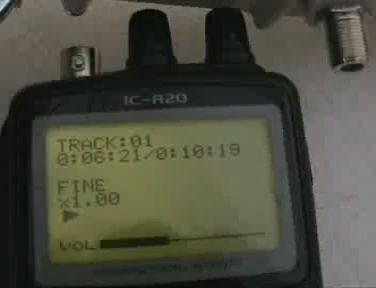 IC-R20
TRACK:01
0:06:21/0:10:19
FINE
x1.00
VOL